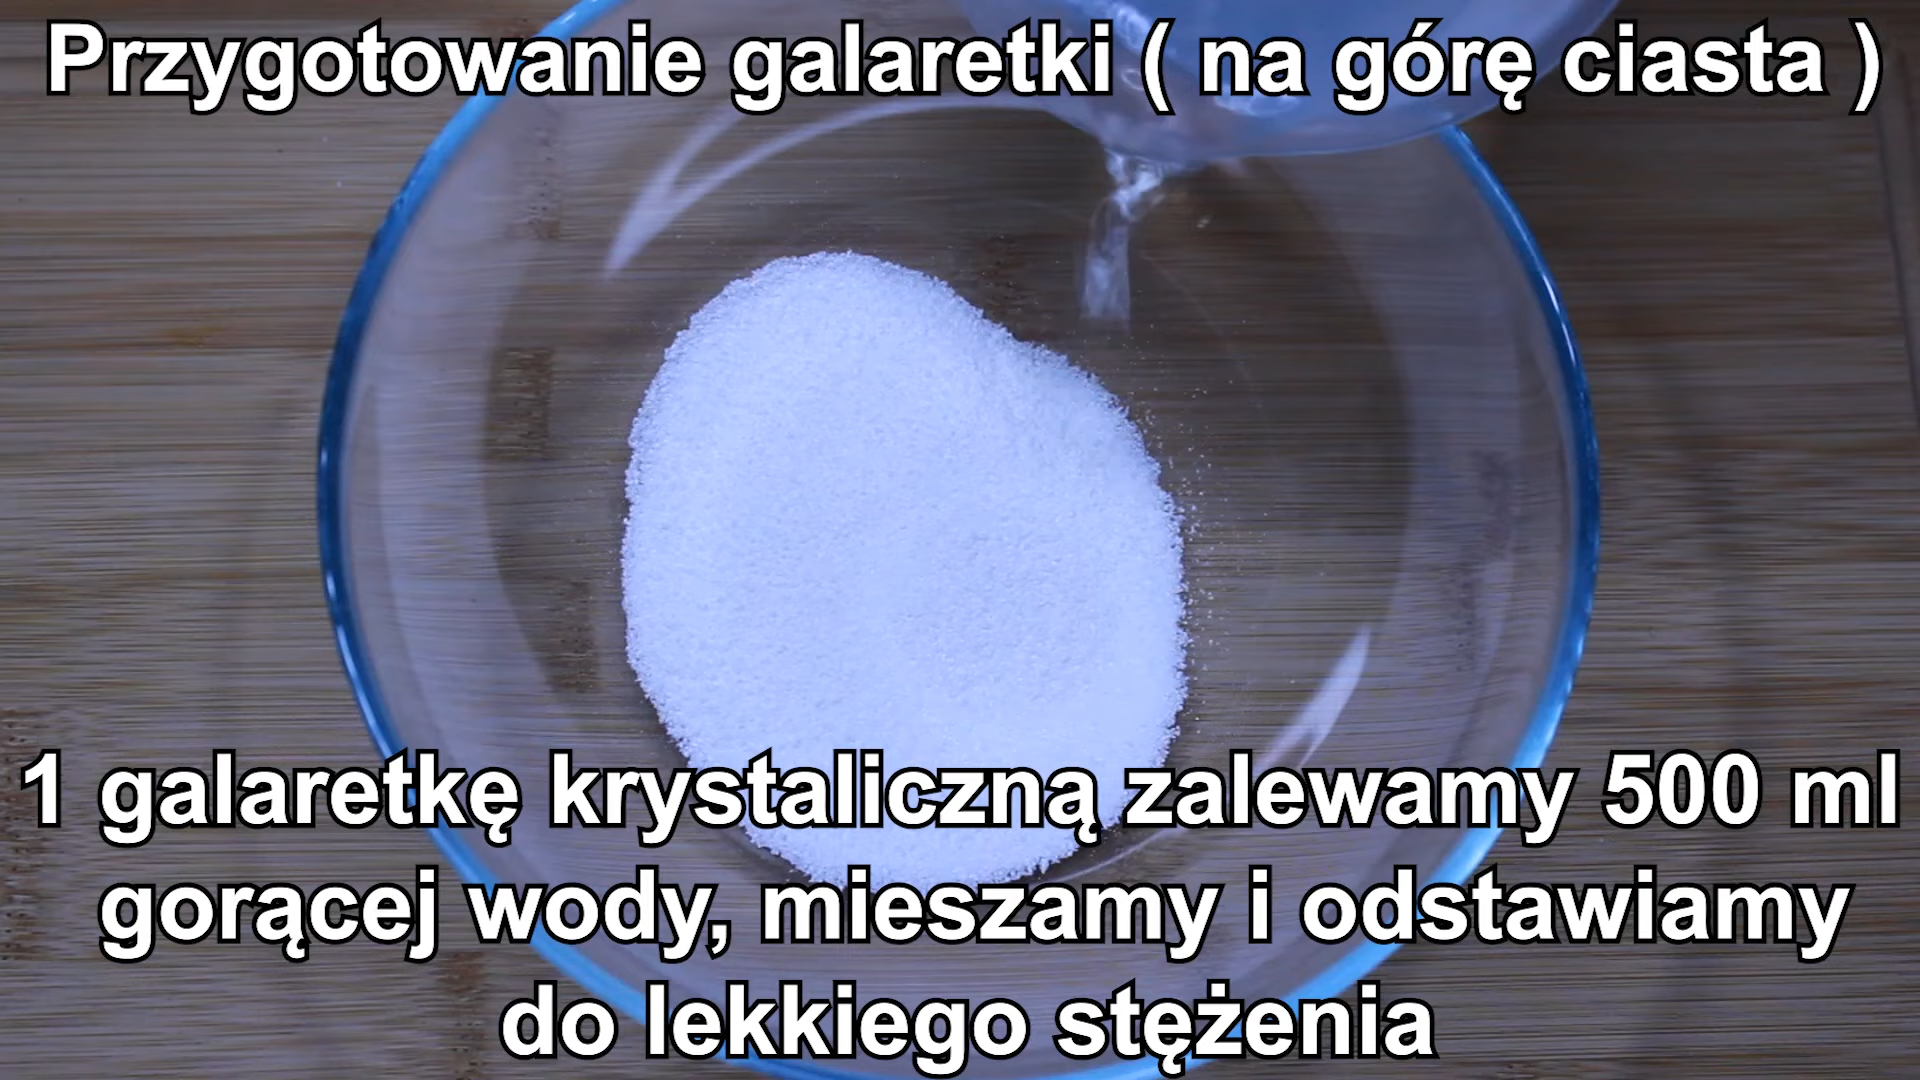 Przygotowanie galaretki ( na górę ciasta )
1 galaretkę krystaliczną zalewamy 500 ml
gorącej wody, mieszamy i odstawiamy
do lekkiego stężenia